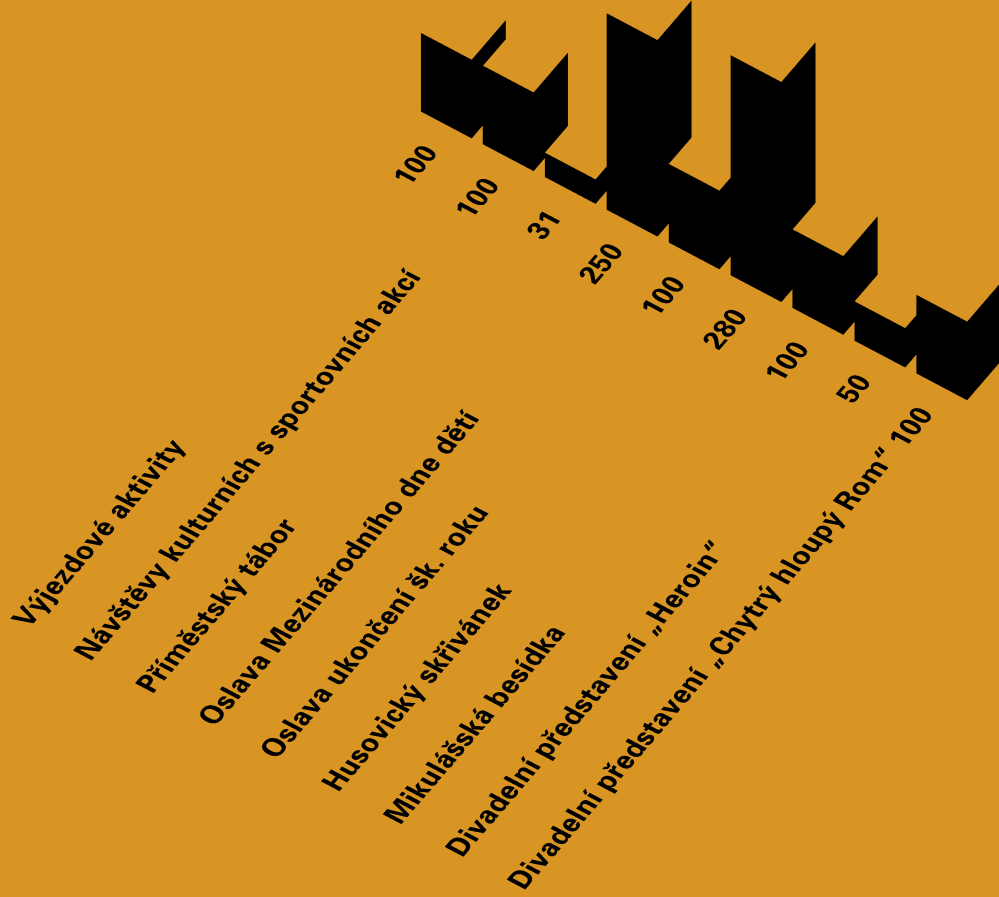 Výjezdové aktivity 100
Návštěvy kulturních s sportovních akcí 100
Příměstský tábor 31
Oslava Mezinárodního dne dětí 250
Oslava ukončení šk. roku 100
Husovický skřivánek 280
Mikulášská besídka 100
Divadelní představení „Heroin“ 50
Divadelní představení „Chytrý hloupý Rom“ 100